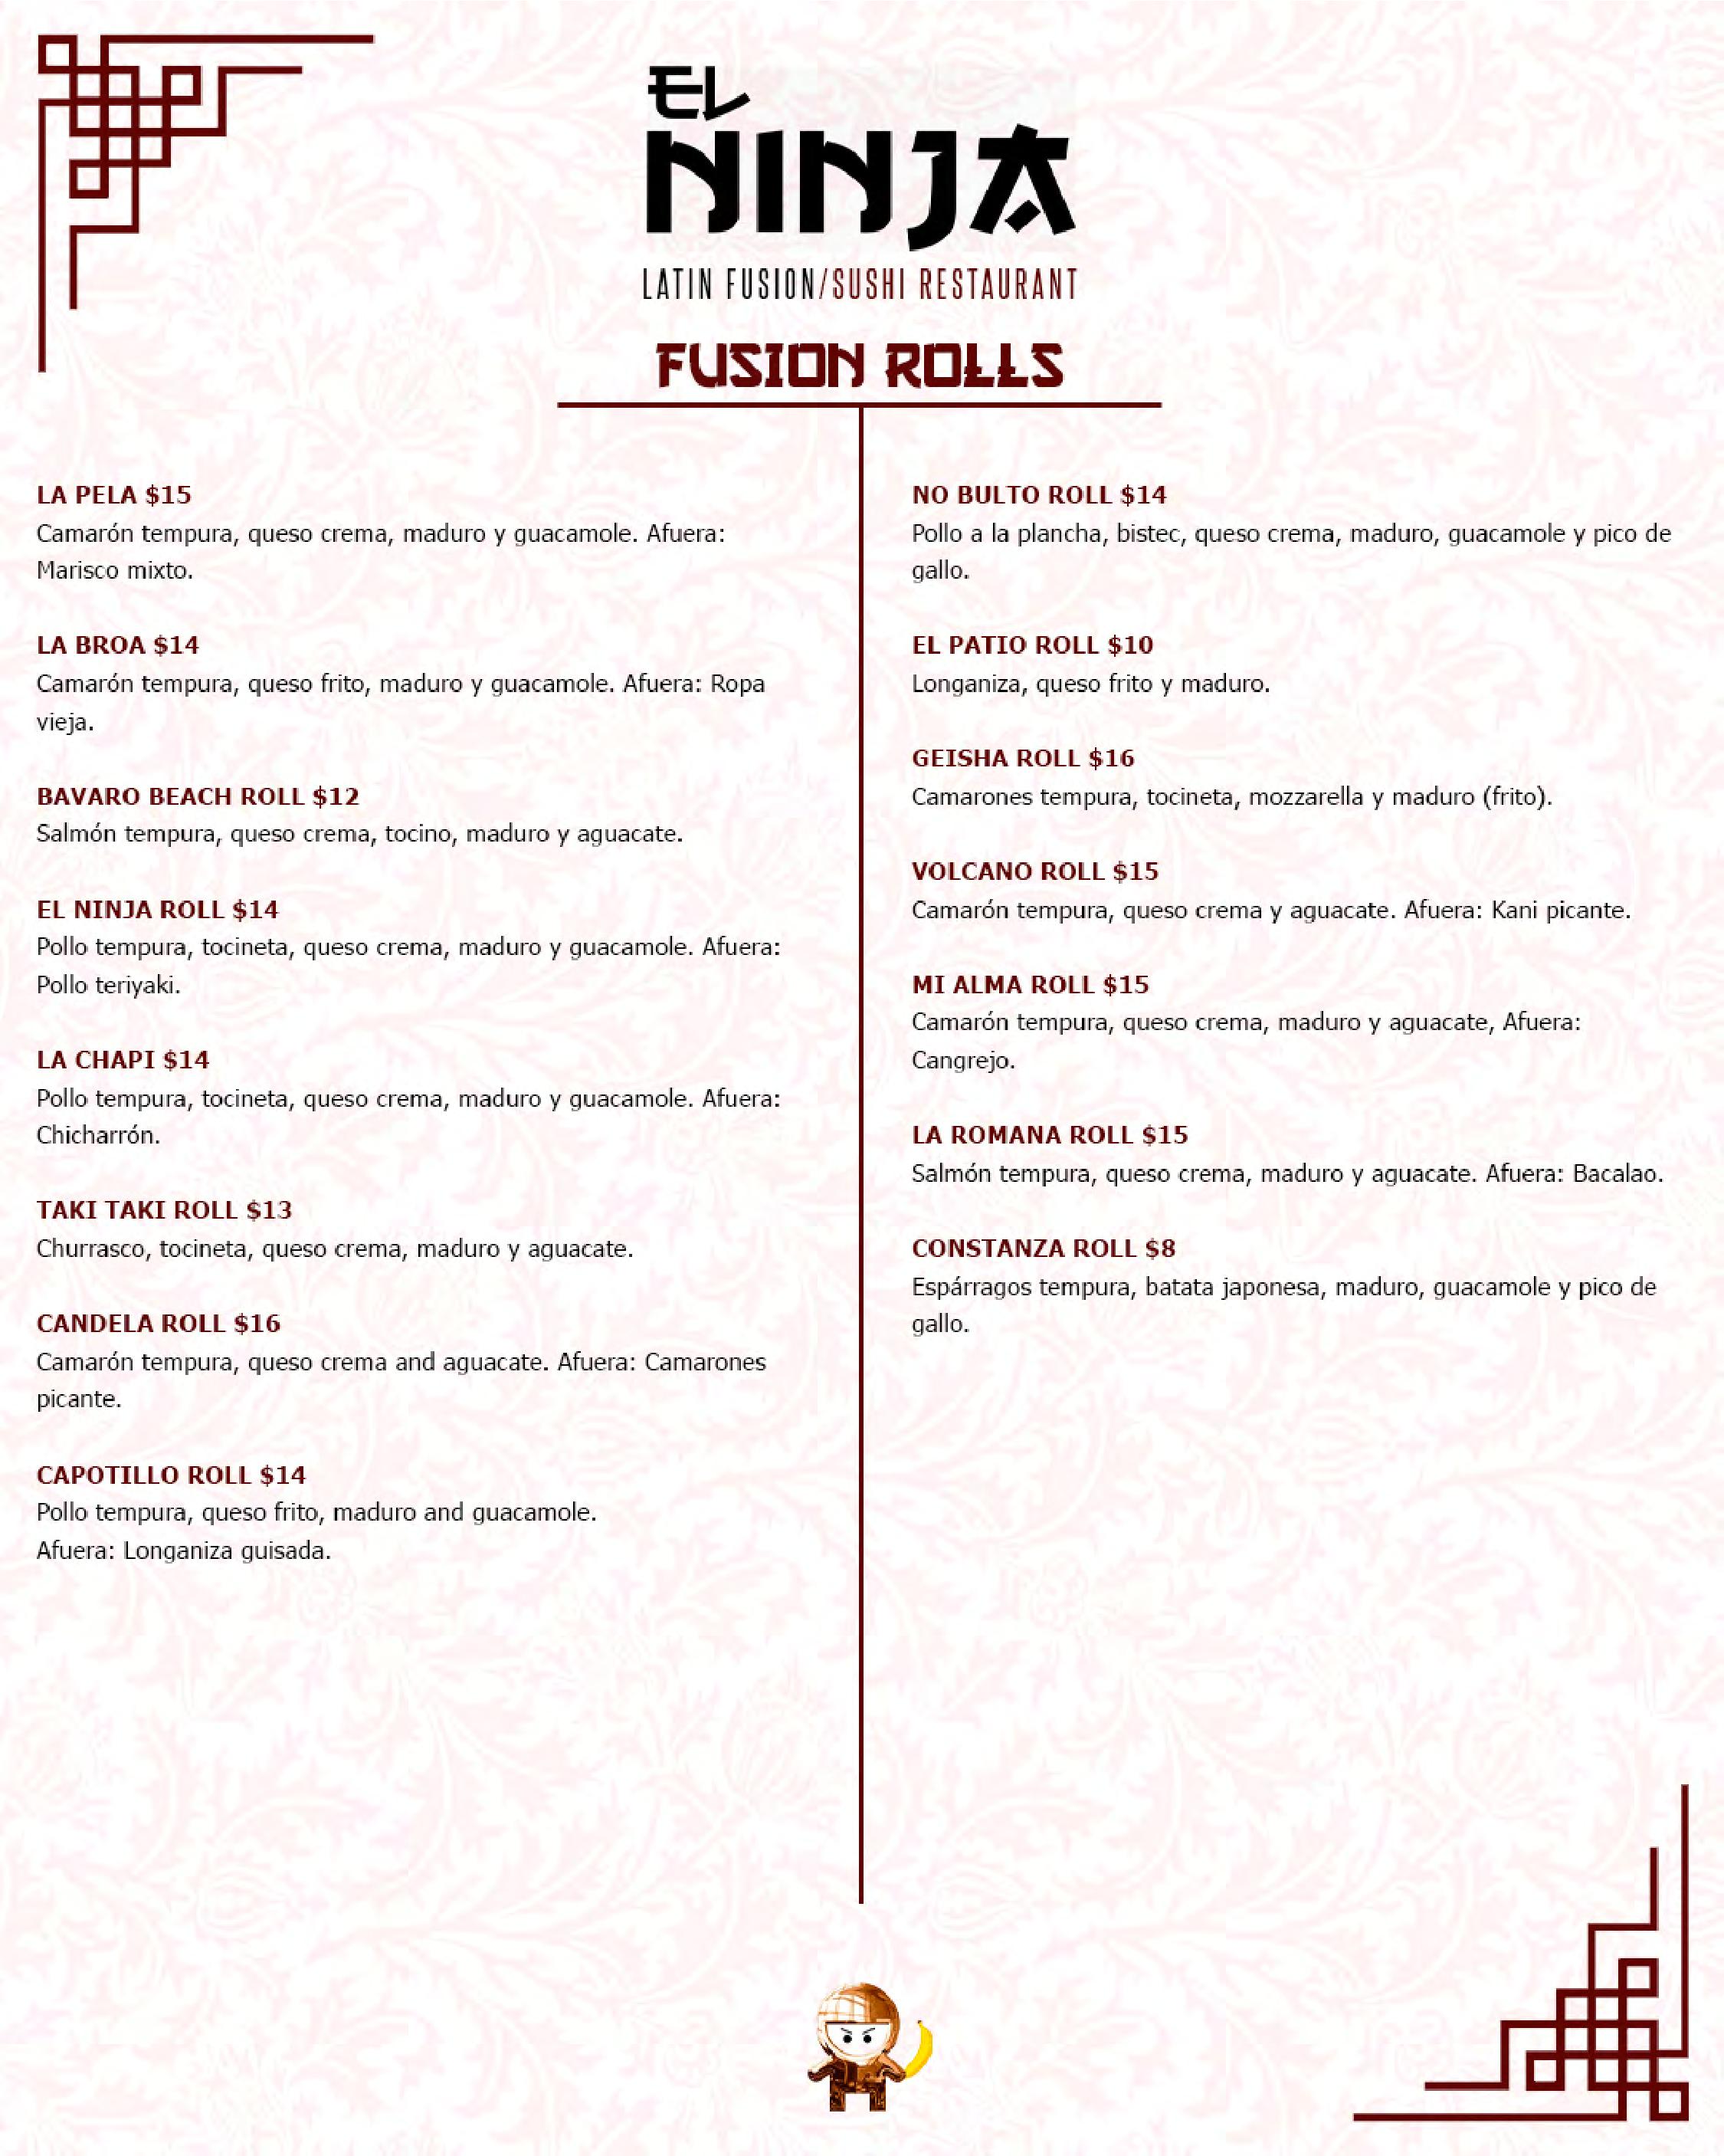 EL
NINJA
LATIN FUSION/SUSHI RESTAURANT
FUSION ROLLS
LA PELA $15
Camarón tempura, queso crema, maduro y guacamole. Afuera:
Marisco mixto.
LA BROA $14
Camarón tempura, queso frito, maduro y guacamole. Afuera: Ropa
vieja.
BAVARO BEACH ROLL $12
Salmón tempura, queso crema, tocino, maduro y aguacate.
EL NINJA ROLL $14
Pollo tempura, tocineta, queso crema, maduro y guacamole. Afuera:
Pollo teriyaki.
LA CHAPI $14
Pollo tempura, tocineta, queso crema, maduro y guacamole. Afuera:
Chicharrón.
TAKI TAKI ROLL $13
Churrasco, tocineta, queso crema, maduro y aguacate.
CANDELA ROLL $16
Camarón tempura, queso crema and aguacate. Afuera: Camarones
picante.
CAPOTILLO ROLL $14
Pollo tempura, queso frito, maduro and guacamole.
Afuera: Longaniza guisada.
NO BULTO ROLL $14
Pollo a la plancha, bistec, queso crema, maduro, guacamole y pico de
gallo.
EL PATIO ROLL $10
Longaniza, queso frito y maduro.
GEISHA ROLL $16
Camarones tempura, tocineta, mozzarella y maduro (frito).
VOLCANO ROLL $15
Camarón tempura, queso crema y aguacate. Afuera: Kani picante.
MI ALMA ROLL $15
Camarón tempura, queso crema, maduro y aguacate, Afuera:
Cangrejo.
LA ROMANA ROLL $15
Salmón tempura, queso crema, maduro y aguacate. Afuera: Bacalao.
CONSTANZA ROLL $8
Espárragos tempura, batata japonesa, maduro, guacamole y pico de
gallo.